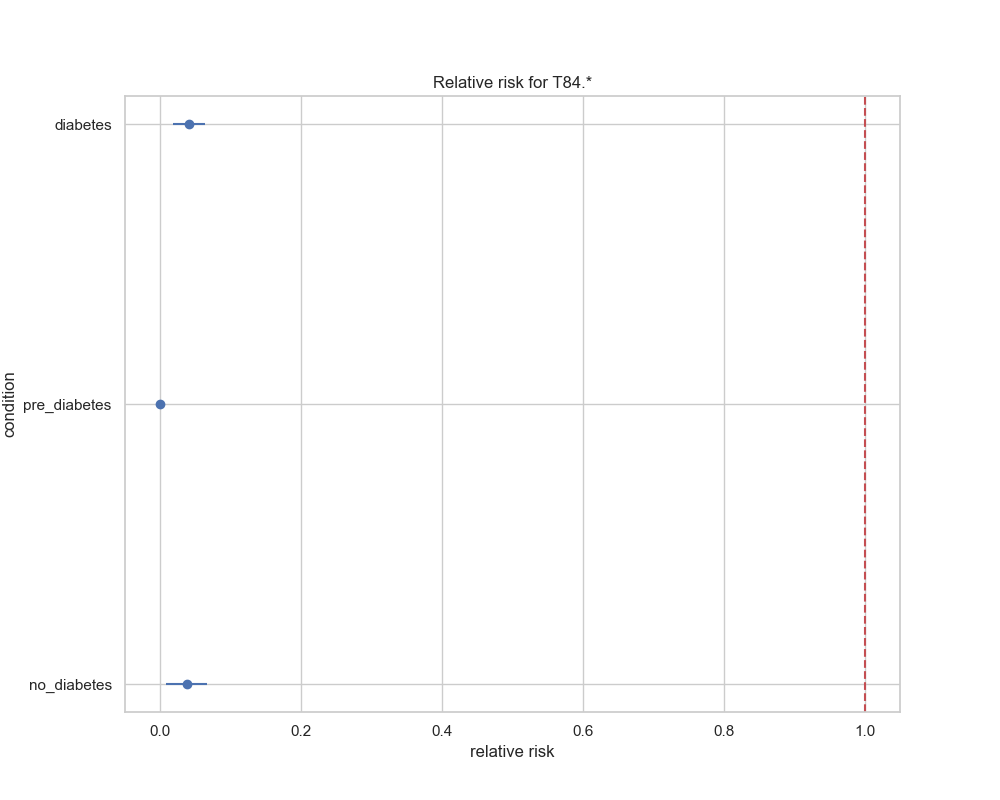 Relative risk for T84.*
diabetes
pre_diabetes
no_diabetes
condition
0.0 0.2 0.4 0.6 0.8 1.0
relative risk